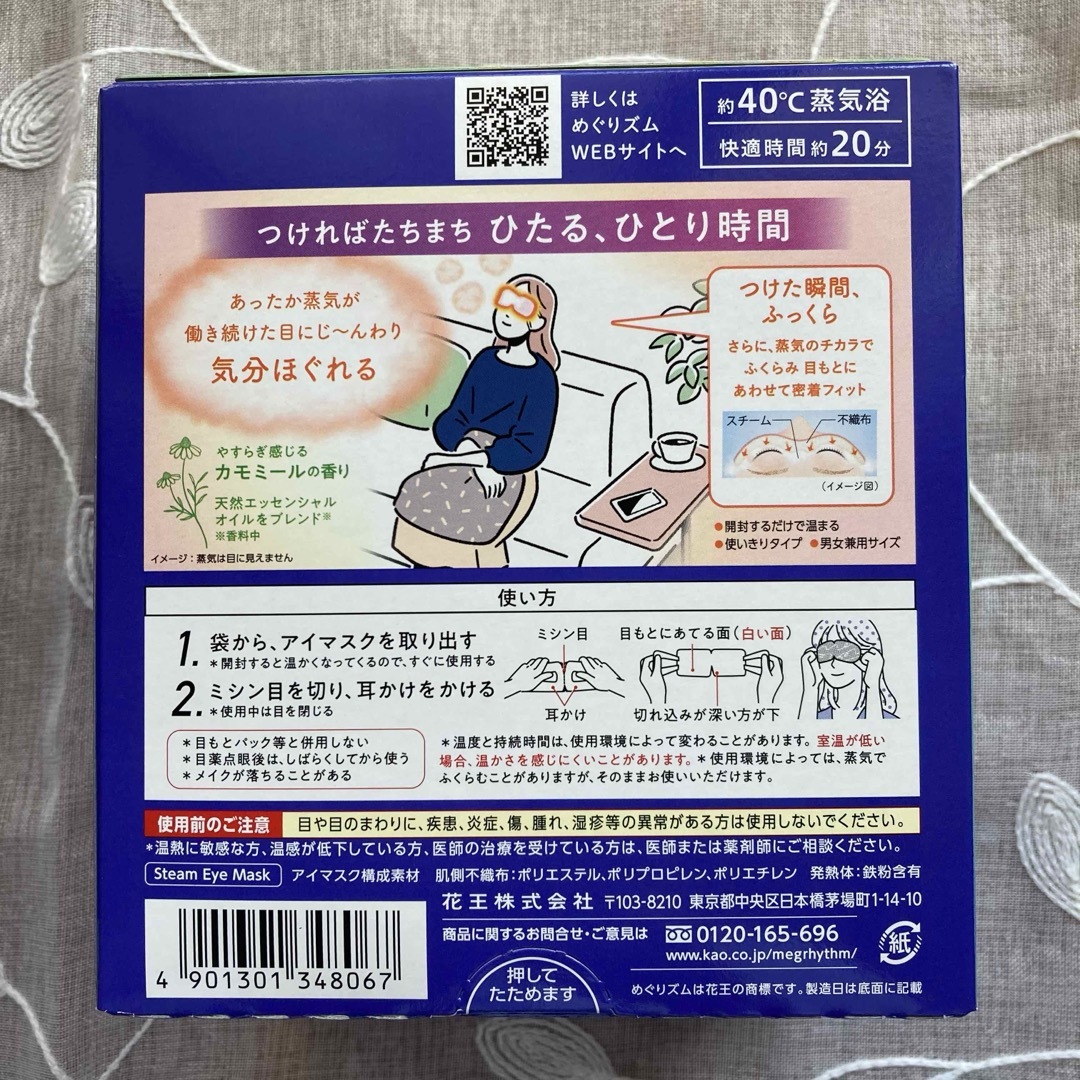 詳しくは
めぐりズム
WEBサイトへ
約40℃蒸気浴
快適時間約20分
つければたちまち ひたる、ひとり時間
あったか蒸気が
働き続けた目にじ〜んわり
気分ほぐれる
つけた瞬間、
ふっくら
さらに、蒸気のチカラで
ふくらみ 目もとに
あわせて密着フィット
スチーム
不織布
(イメージ図)
やすらぎ感じる
カモミールの香り
天然エッセンシャル
オイルをブレンド※
※香料中
イメージ:蒸気は目に見えません
●開封するだけで温まる
●使いきりタイプ ●男女兼用サイズ
使い方
1. 袋から、アイマスクを取り出す
*開封すると温かくなってくるので、すぐに使用する
2. ミシン目を切り、耳かけをかける
*使用中は目を閉じる
ミシン目
耳かけ
目もとにあてる面(白い面)
切れ込みが深い方が下
*目もとパック等と併用しない
*目薬点眼後は、しばらくしてから使う
*メイクが落ちることがある
*温度と持続時間は、使用環境によって変わることがあります。室温が低い
場合、温かさを感じにくいことがあります。*使用環境によっては、蒸気で
ふくらむことがありますが、そのままお使いいただけます。
使用前のご注意 目や目のまわりに、疾患、炎症、傷、腫れ、湿疹等の異常がある方は使用しないでください。
*温熱に敏感な方、温感が低下している方、医師の治療を受けている方は、医師または薬剤師にご相談ください。
Steam Eye Mask アイマスク構成素材 肌側不織布:ポリエステル、ポリプロピレン、ポリエチレン 発熱体:鉄粉含有
花王株式会社 〒103-8210 東京都中央区日本橋茅場町1-14-10
商品に関するお問合せ・ご意見は 0120-165-696
www.kao.co.jp/megrhythm/
紙
4 901301 348067
押して
たためます
めぐりズムは花王の商標です。製造日は底面に記載